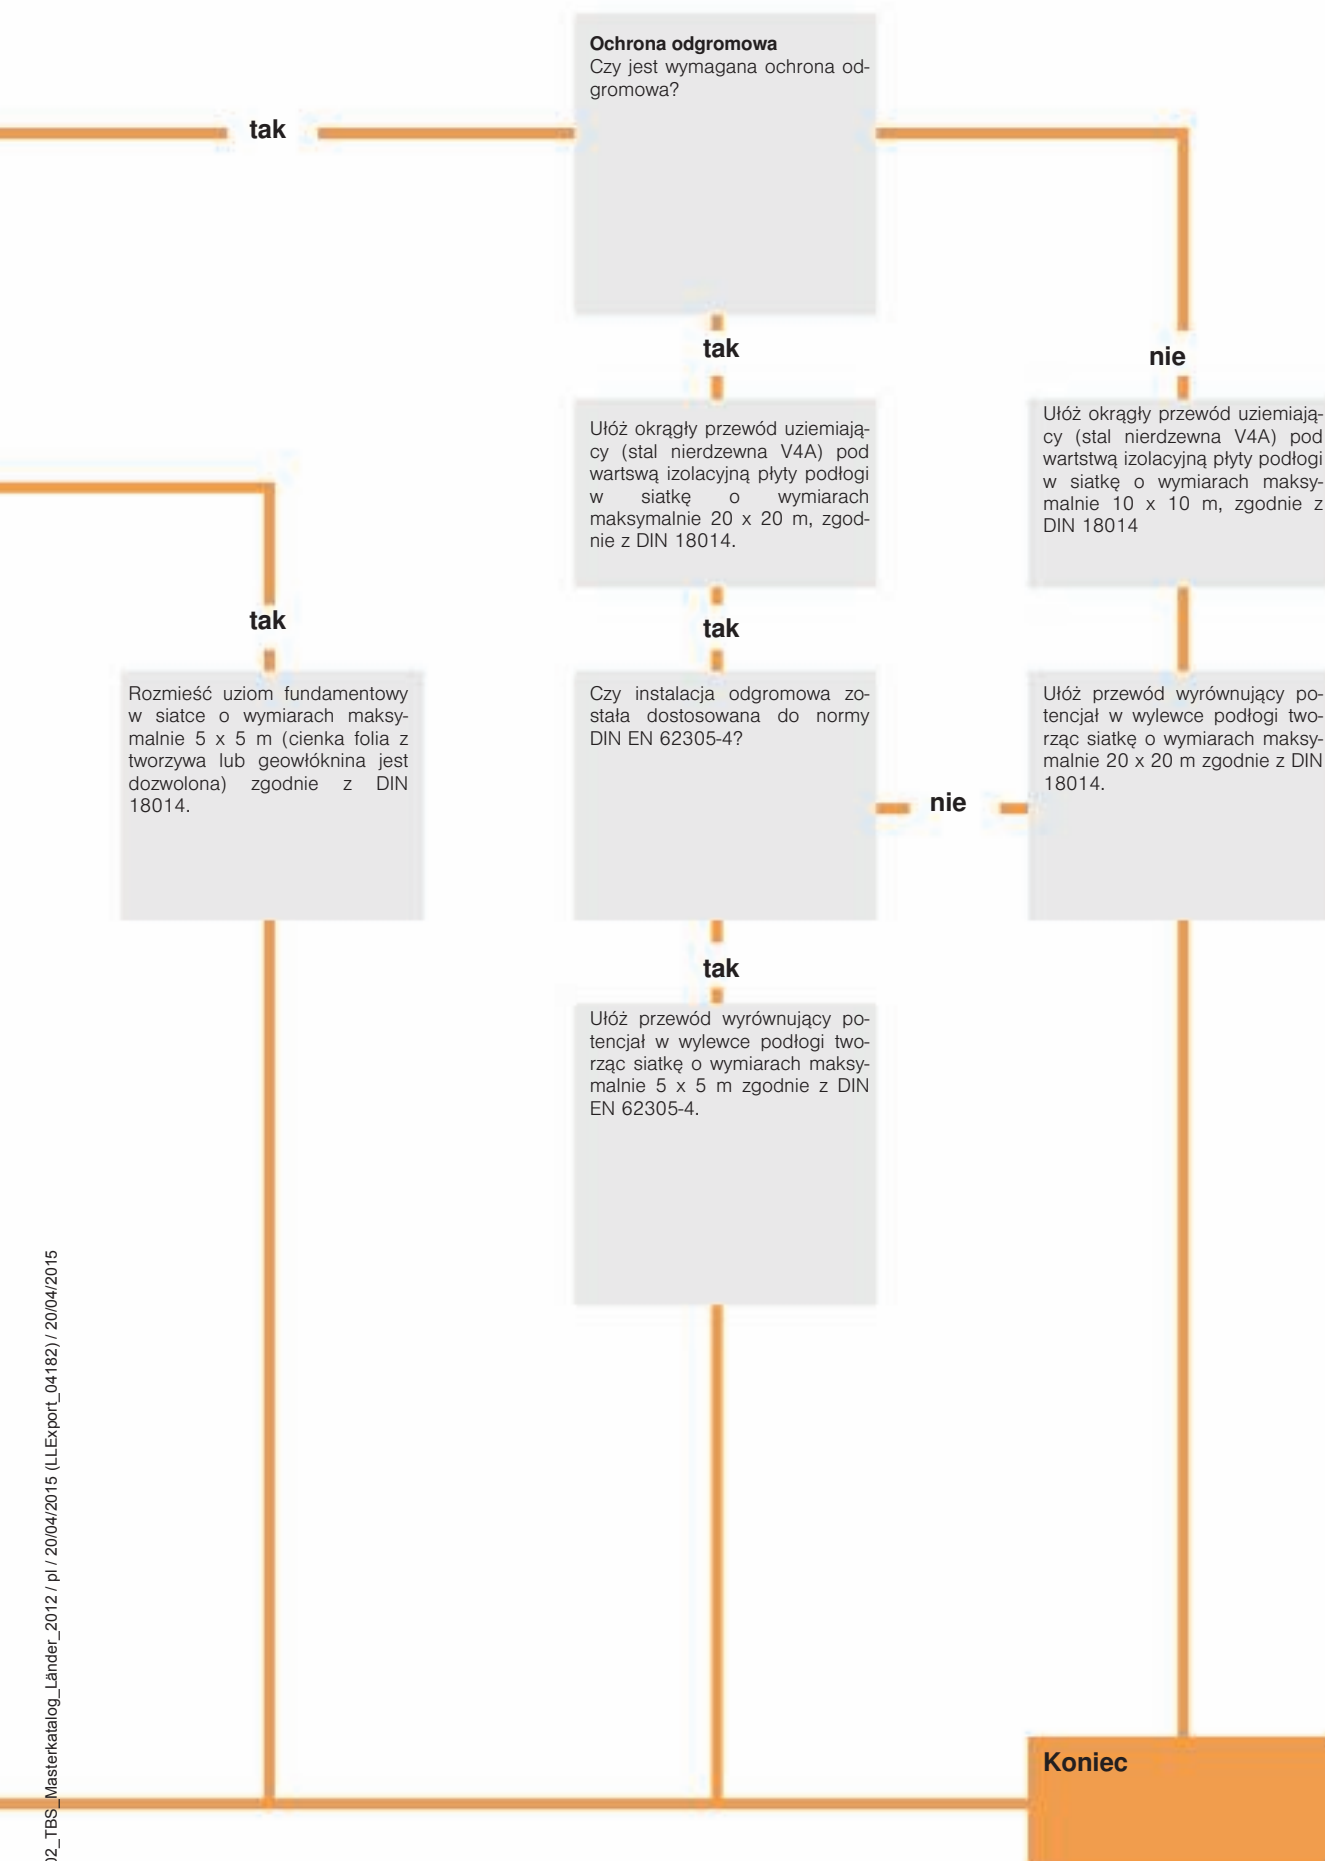 Ochrona odgromowa
Czy jest wymagana ochrona od-
gromowa?
tak
tak
nie
Ułóż okrągły przewód uziemiają-
cy (stal nierdzewna V4A) pod
wartswą izolacyjną płyty podłogi
w siatkę o wymiarach
maksymalnie 20 x 20 m, zgod-
nie z DIN 18014.
Ułóż okrągły przewód uziemiają-
cy (stal nierdzewna V4A) pod
wartstwą izolacyjną płyty podłogi
w siatkę o wymiarach maksy-
malnie 10 x 10 m, zgodnie z
DIN 18014
tak
tak
Rozmieść uziom fundamentowy
w siatce o wymiarach maksy-
malnie 5 x 5 m (cienka folia z
tworzywa lub geowłóknina jest
dozwolona) zgodnie z DIN
18014.
Czy instalacja odgromowa zo-
stała dostosowana do normy
DIN EN 62305-4?
nie
Ułóż przewód wyrównujący po-
tencjał w wylewce podłogi two-
rząc siatkę o wymiarach maksy-
malnie 20 x 20 m zgodnie z DIN
18014.
tak
Ułóż przewód wyrównujący po-
tencjał w wylewce podłogi two-
rząc siatkę o wymiarach maksy-
malnie 5 x 5 m zgodnie z DIN
EN 62305-4.
Koniec
02_TBS_Masterkatalog_Länder_2012 / pl / 20/04/2015 (LLExport_04182) / 20/04/2015